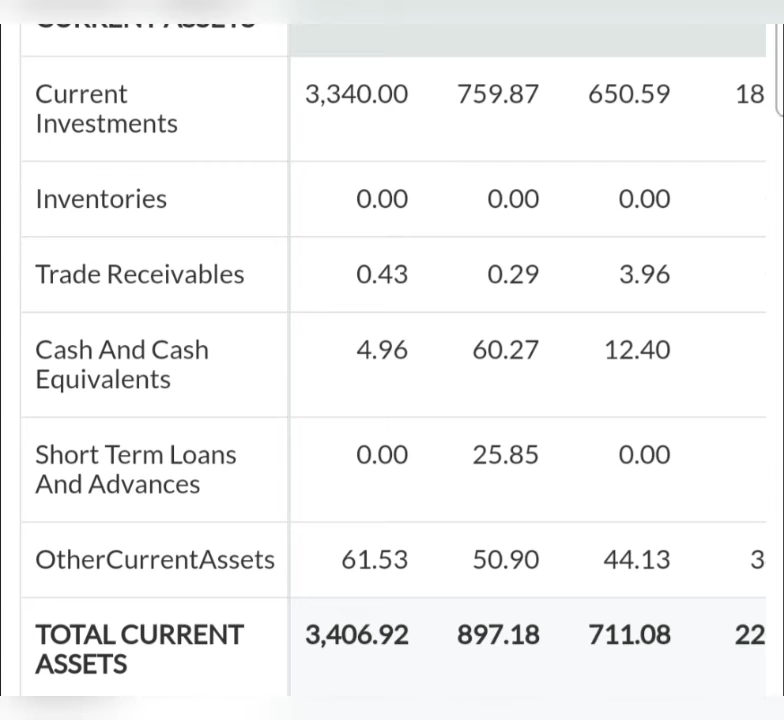 CURRENT ASSETS
Current 3,340.00 759.87 650.59 18
Investments
Inventories 0.00 0.00 0.00
Trade Receivables 0.43 0.29 3.96
Cash And Cash 4.96 60.27 12.40
Equivalents
Short Term Loans 0.00 25.85 0.00
And Advances
OtherCurrentAssets 61.53 50.90 44.13 3
TOTAL CURRENT 3,406.92 897.18 711.08 22
ASSETS